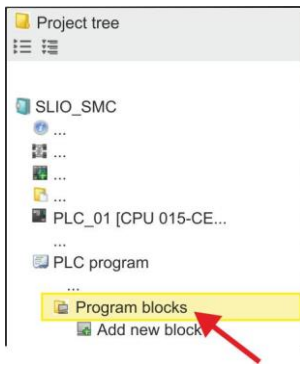 Project tree
SLIO_SMC
...
...
...
...
PLC_01 [CPU 015-CE...
...
PLC program
...
Program blocks
Add new block